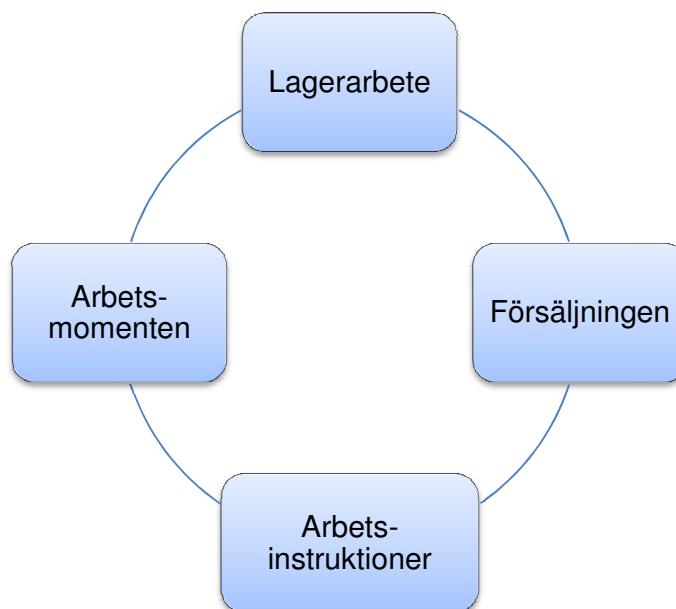 Lagerarbete
Arbets-
momenten
Försäljningen
Arbets-
instruktioner